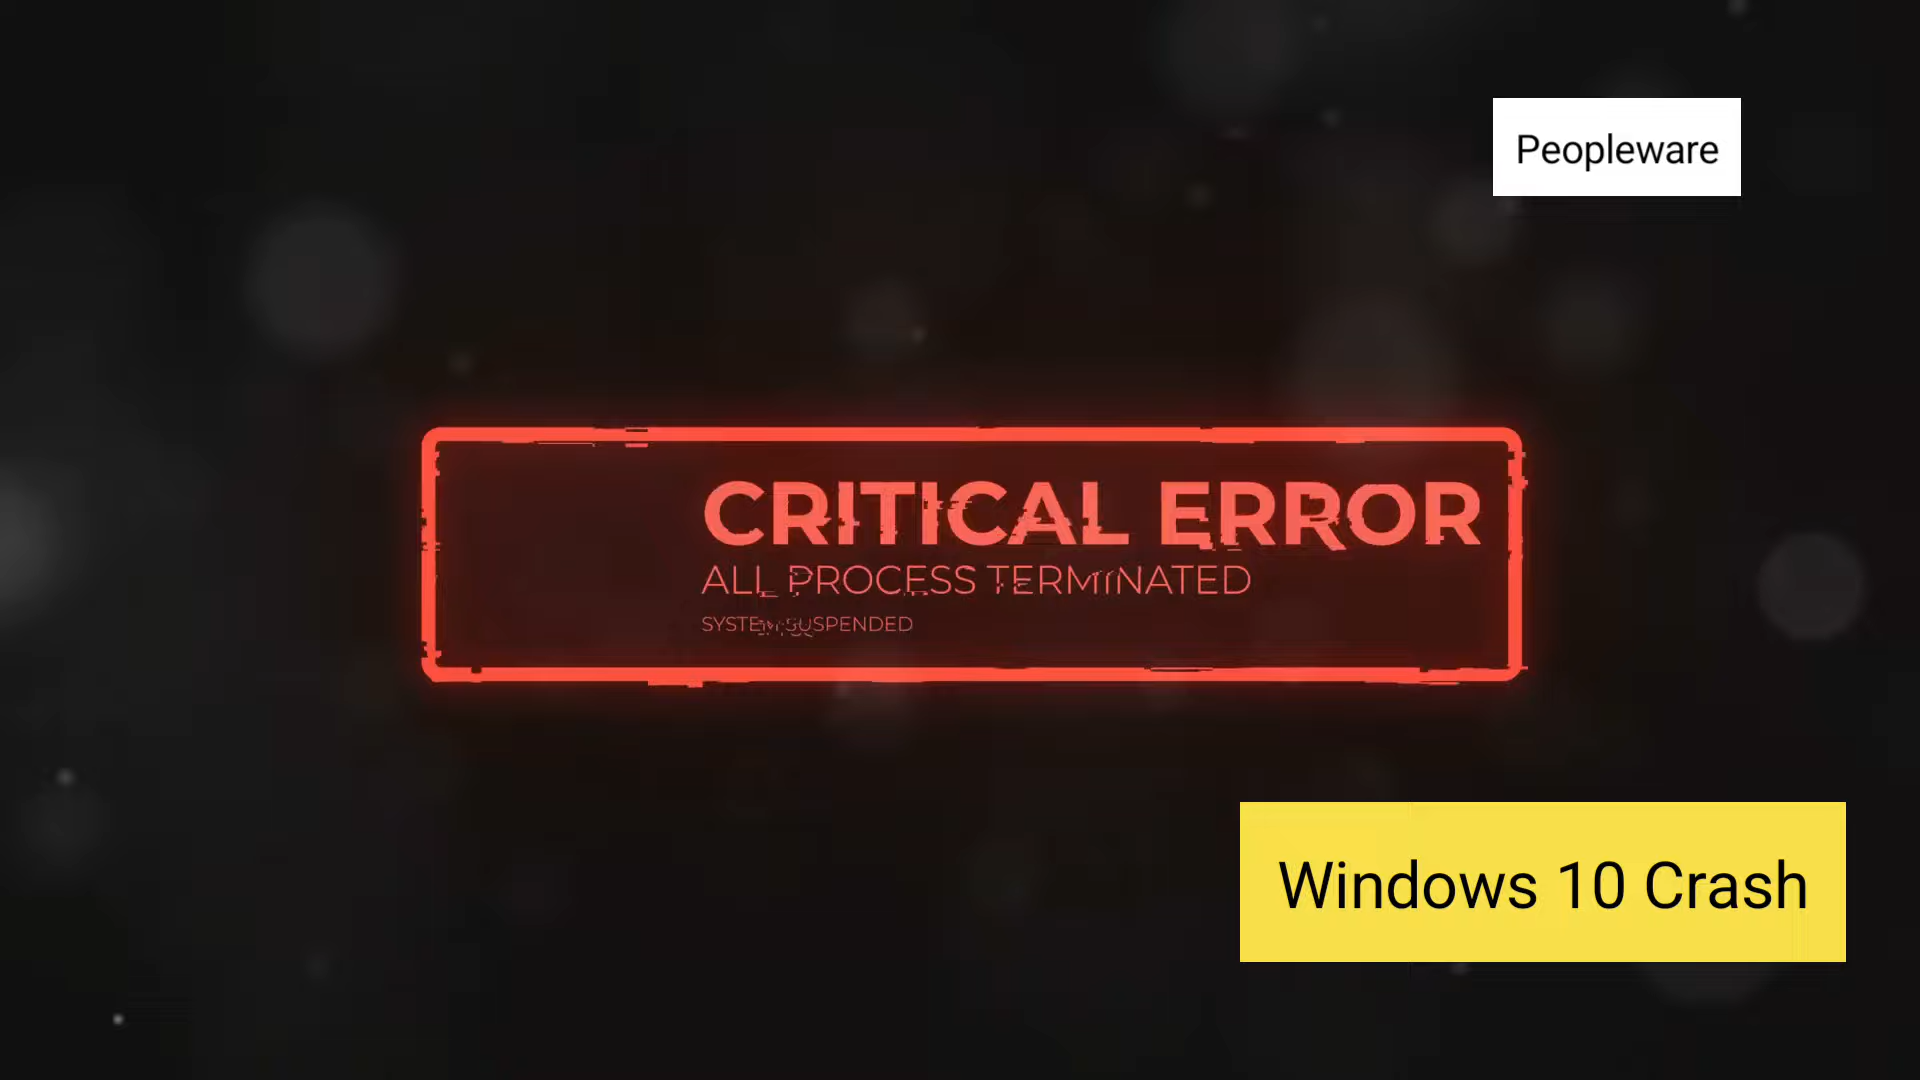 Peopleware
CRITICAL ERROR
ALL PROCESS TERMINATED
SYSTEM SUSPENDED
Windows 10 Crash